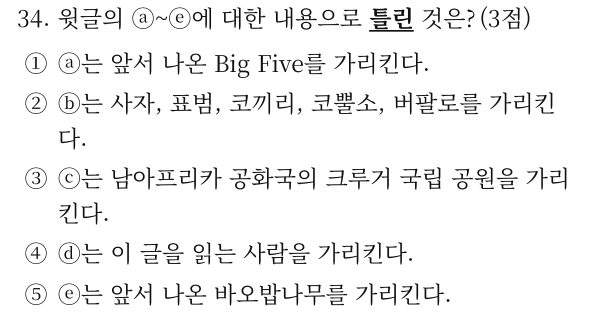 34. 윗글의 ⓐ~ⓔ에 대한 내용으로 틀린 것은?(3점)
① ⓐ는 앞서 나온 Big Five를 가리킨다.
② ⓑ는 사자, 표범, 코끼리, 코뿔소, 버팔로를 가리킨
다.
③ ⓒ는 남아프리카 공화국의 크루거 국립 공원을 가리
킨다.
④ ⓓ는 이 글을 읽는 사람을 가리킨다.
⑤ ⓔ는 앞서 나온 바오밥나무를 가리킨다.